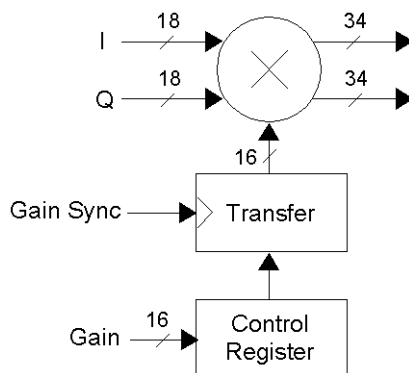 18 34
I
18 34
Q
16
Gain Sync Transfer
16 Control
Gain Register